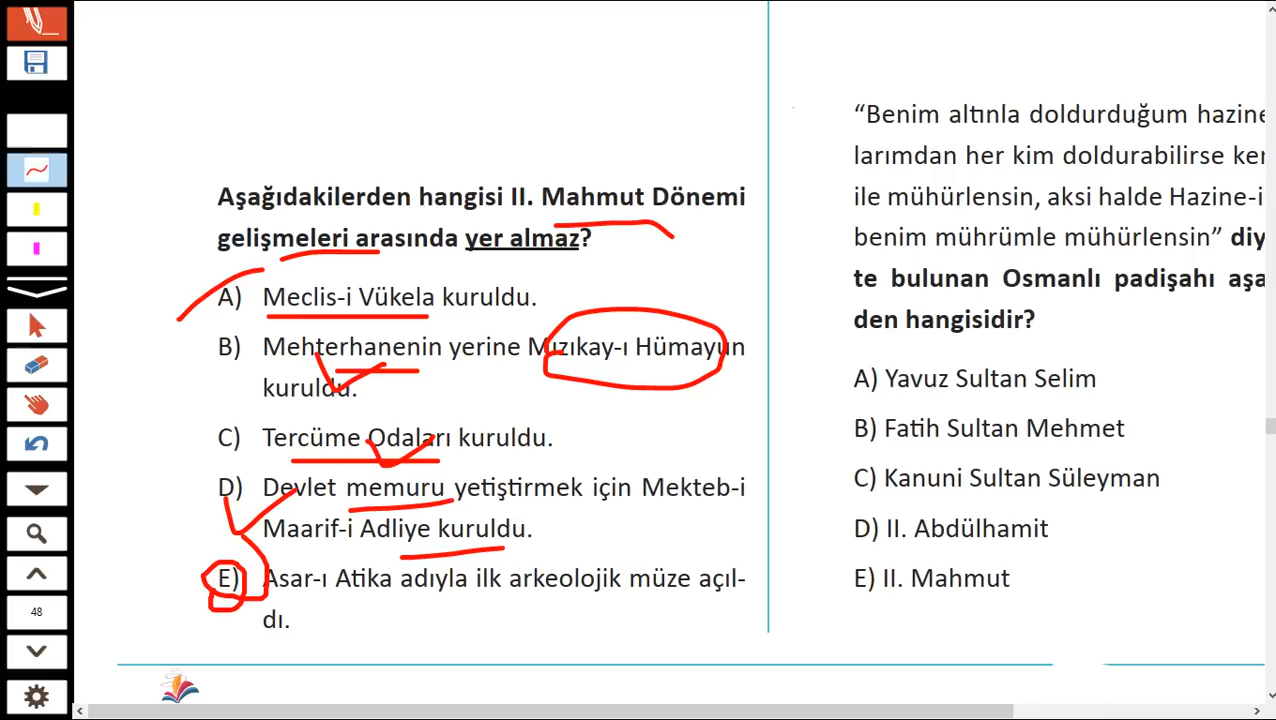 Aşağıdakilerden hangisi II. Mahmut Dönemi
gelişmeleri arasında yer almaz?
A) Meclis-i Vükela kuruldu.
B) Mehterhanenin yerine Mızıkay-ı Hümayun
kuruldu.
C) Tercüme Odaları kuruldu.
D) Devlet memuru yetiştirmek için Mekteb-i
Maarif-i Adliye kuruldu.
E) Asar-ı Atika adıyla ilk arkeolojik müze açıl-
dı.
“Benim altınla doldurduğum hazine
larımdan her kim doldurabilirse ke
ile mühürlensin, aksi halde Hazine-i
benim mührümle mühürlensin” diy
te bulunan Osmanlı padişahı aşa
den hangisidir?
A) Yavuz Sultan Selim
B) Fatih Sultan Mehmet
C) Kanuni Sultan Süleyman
D) II. Abdülhamit
E) II. Mahmut
48